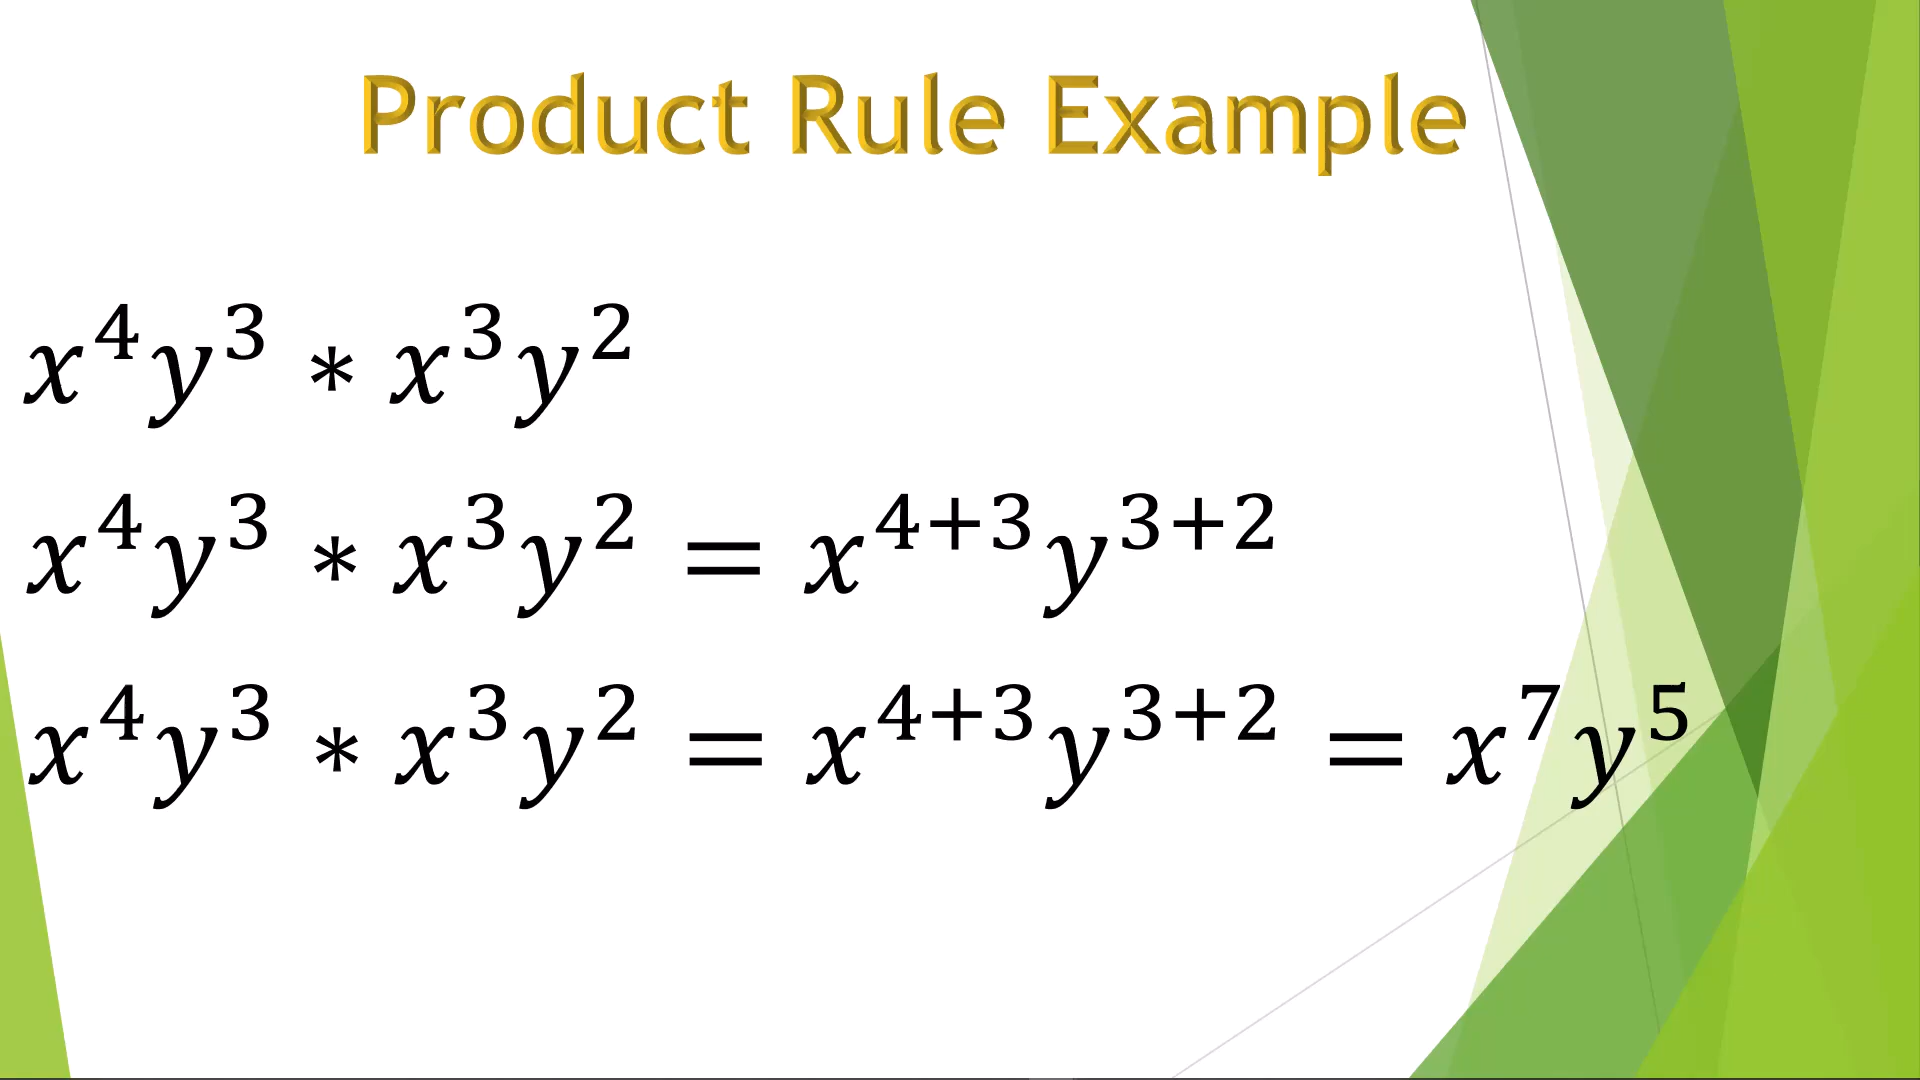 Product Rule Example
x⁴y³ * x³y²
x⁴y³ * x³y² = x⁴⁺³y³⁺²
x⁴y³ * x³y² = x⁴⁺³y³⁺² = x⁷y⁵